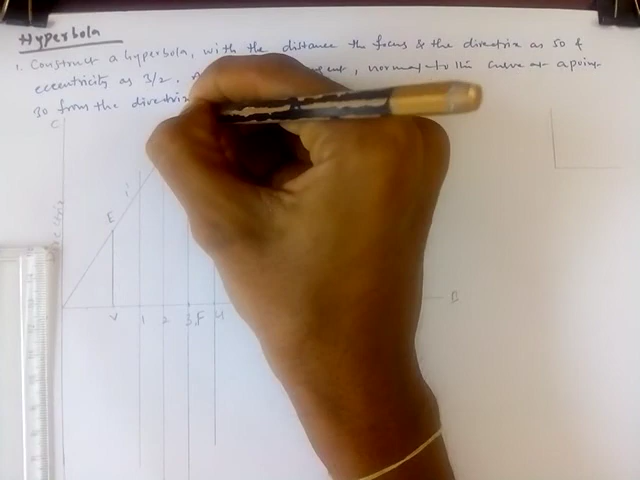 Hyperbola
1. Construct a hyperbola, with the distance the focus & the directrix as 50 &
eccentricity as 3/2. normal to the curve at a point
30 from the directrix
C
1
E
V 1 2 3,F 4 B